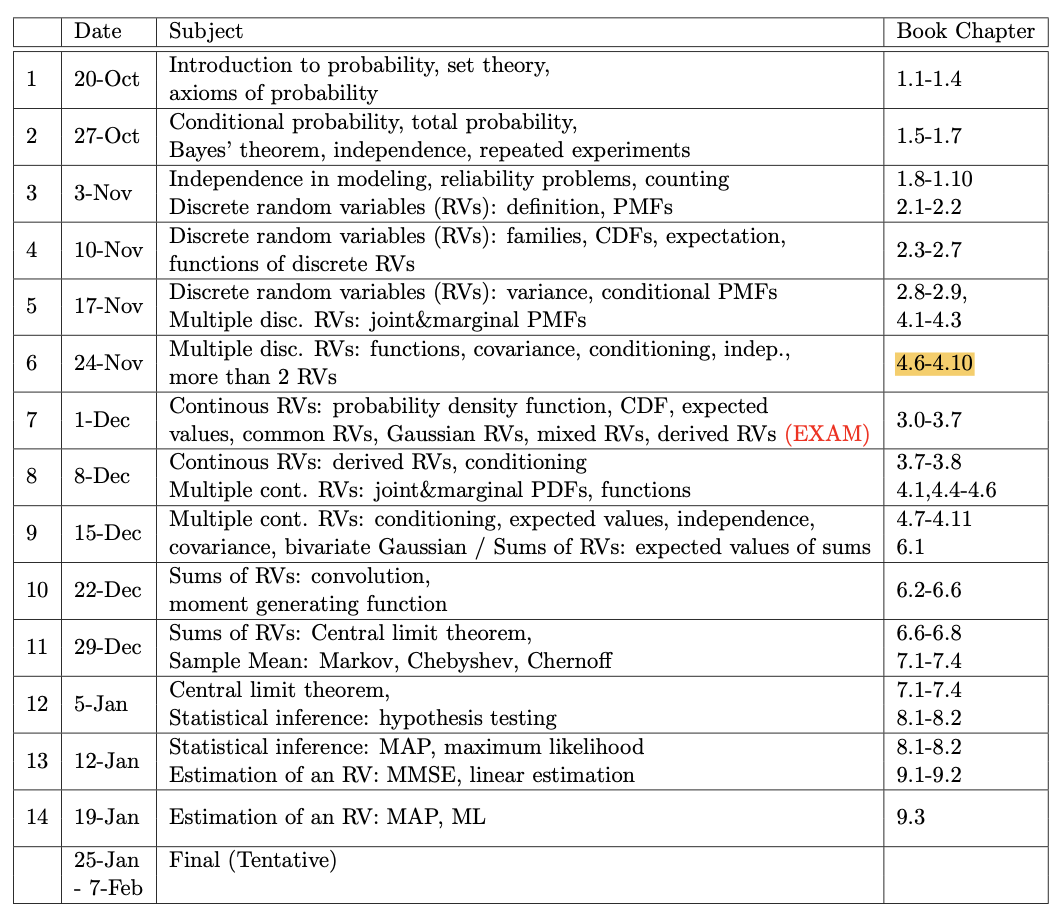 Date Subject Book Chapter
1 20-Oct Introduction to probability, set theory,
axioms of probability 1.1-1.4
2 27-Oct Conditional probability, total probability,
Bayes' theorem, independence, repeated experiments 1.5-1.7
3 3-Nov Independence in modeling, reliability problems, counting 1.8-1.10
Discrete random variables (RVs): definition, PMFs 2.1-2.2
4 10-Nov Discrete random variables (RVs): families, CDFs, expectation,
functions of discrete RVs 2.3-2.7
5 17-Nov Discrete random variables (RVs): variance, conditional PMFs 2.8-2.9,
Multiple disc. RVs: joint&marginal PMFs 4.1-4.3
6 24-Nov Multiple disc. RVs: functions, covariance, conditioning, indep.,
more than 2 RVs 4.6-4.10
7 1-Dec Continous RVs: probability density function, CDF, expected
values, common RVs, Gaussian RVs, mixed RVs, derived RVs (EXAM) 3.0-3.7
8 8-Dec Continous RVs: derived RVs, conditioning 3.7-3.8
Multiple cont. RVs: joint&marginal PDFs, functions 4.1,4.4-4.6
9 15-Dec Multiple cont. RVs: conditioning, expected values, independence, 4.7-4.11
covariance, bivariate Gaussian / Sums of RVs: expected values of sums 6.1
10 22-Dec Sums of RVs: convolution,
moment generating function 6.2-6.6
11 29-Dec Sums of RVs: Central limit theorem, 6.6-6.8
Sample Mean: Markov, Chebyshev, Chernoff 7.1-7.4
12 5-Jan Central limit theorem, 7.1-7.4
Statistical inference: hypothesis testing 8.1-8.2
13 12-Jan Statistical inference: MAP, maximum likelihood 8.1-8.2
Estimation of an RV: MMSE, linear estimation 9.1-9.2
14 19-Jan Estimation of an RV: MAP, ML 9.3
25-Jan Final (Tentative)
- 7-Feb